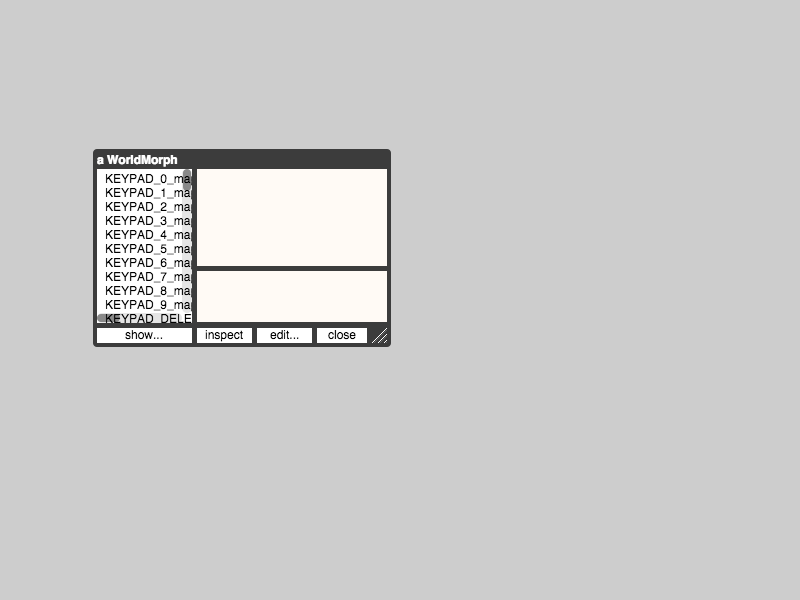 a WorldMorph
KEYPAD_0_ma
KEYPAD_1_ma
KEYPAD_2_ma
KEYPAD_3_ma
KEYPAD_4_ma
KEYPAD_5_ma
KEYPAD_6_ma
KEYPAD_7_ma
KEYPAD_8_ma
KEYPAD_9_ma
KEYPAD_DELE
show... inspect edit... close